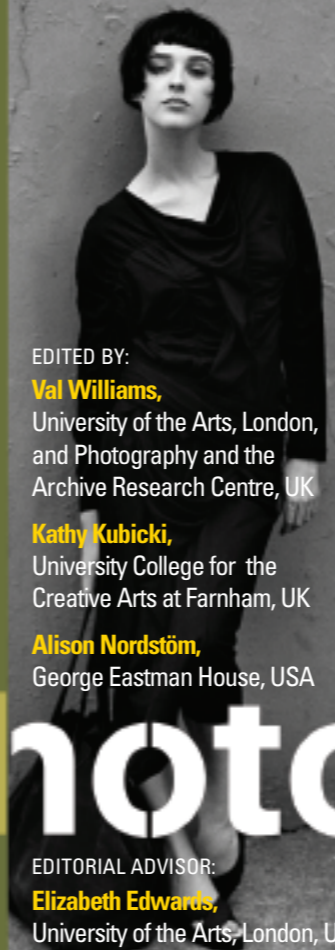 EDITED BY:
Val Williams,
University of the Arts, London,
and Photography and the
Archive Research Centre, UK
Kathy Kubicki,
University College for the
Creative Arts at Farnham, UK
Alison Nordstöm,
George Eastman House, USA
hoto
EDITORIAL ADVISOR:
Elizabeth Edwards,
University of the Arts, London, U